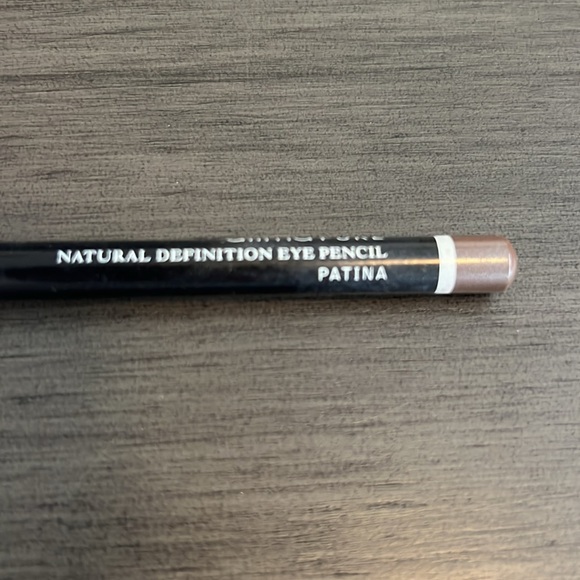 NATURAL DEFINITION EYE PENCIL
PATINA